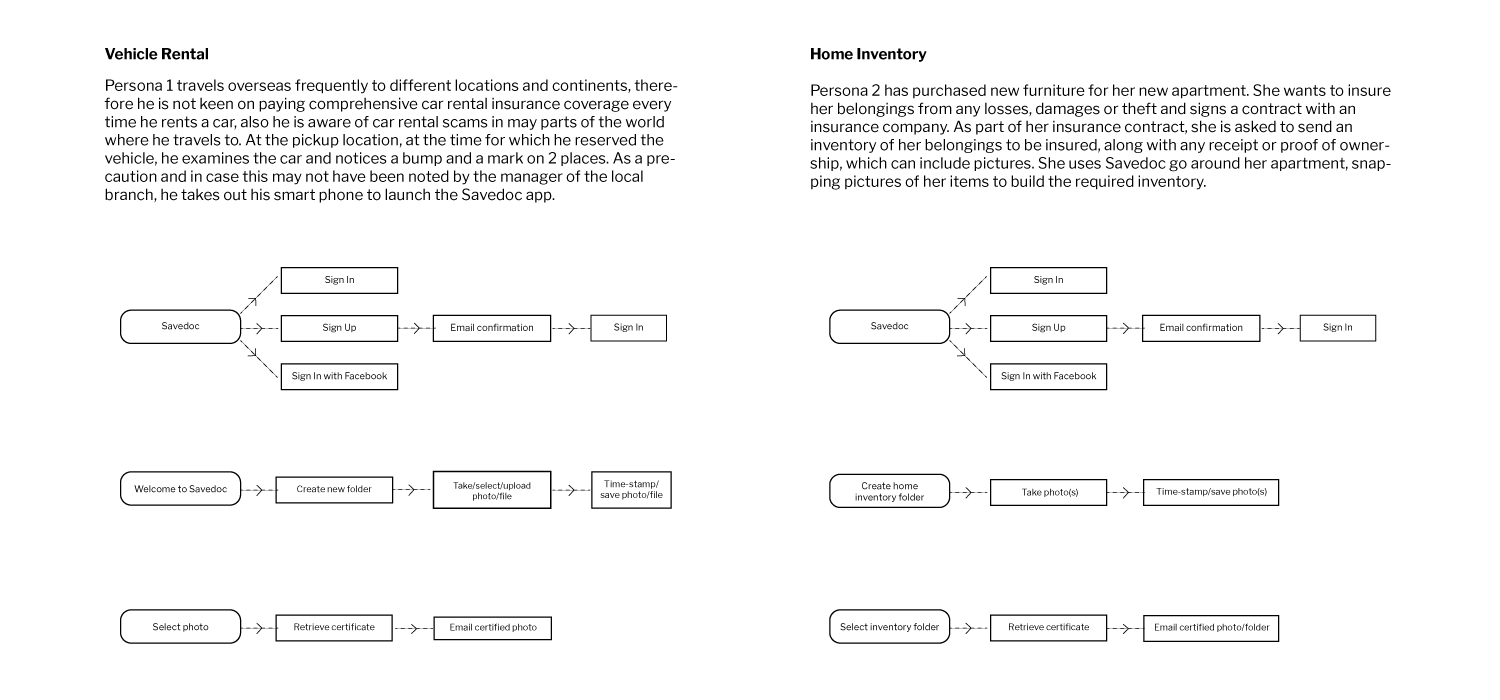 Vehicle Rental
Persona 1 travels overseas frequently to different locations and continents, there-
fore he is not keen on paying comprehensive car rental insurance coverage every
time he rents a car, also he is aware of car rental scams in may parts of the world
where he travels to. At the pickup location, at the time for which he reserved the
vehicle, he examines the car and notices a bump and a mark on 2 places. As a pre-
caution and in case this may not have been noted by the manager of the local
branch, he takes out his smart phone to launch the Savedoc app.
Sign In
Savedoc
Sign Up
Email confirmation
Sign In
Sign In with Facebook
Welcome to Savedoc
Create new folder
Take/select/upload
photo/file
Time-stamp/
save photo/file
Select photo
Retrieve certificate
Email certified photo
Home Inventory
Persona 2 has purchased new furniture for her new apartment. She wants to insure
her belongings from any losses, damages or theft and signs a contract with an
insurance company. As part of her insurance contract, she is asked to send an
inventory of her belongings to be insured, along with any receipt or proof of owner-
ship, which can include pictures. She uses Savedoc go around her apartment, snap-
ping pictures of her items to build the required inventory.
Sign In
Savedoc
Sign Up
Email confirmation
Sign In
Sign In with Facebook
Create home
inventory folder
Take photo(s)
Time-stamp/save photo(s)
Select inventory folder
Retrieve certificate
Email certified photo/folder